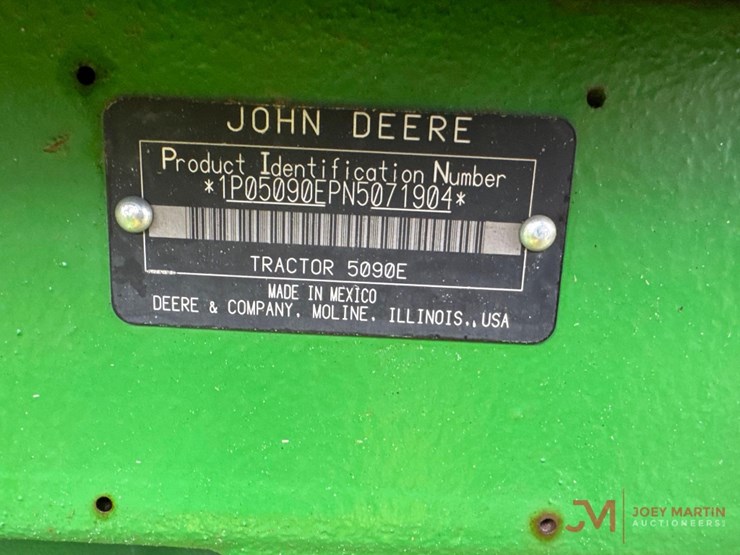 JOHN DEERE
Product Identification Number
*1P05090EPN5071904*
TRACTOR 5090E
MADE IN MEXICO
DEERE & COMPANY, MOLINE, ILLINOIS., USA
JM JOEY MARTIN
AUCTIONEERS!